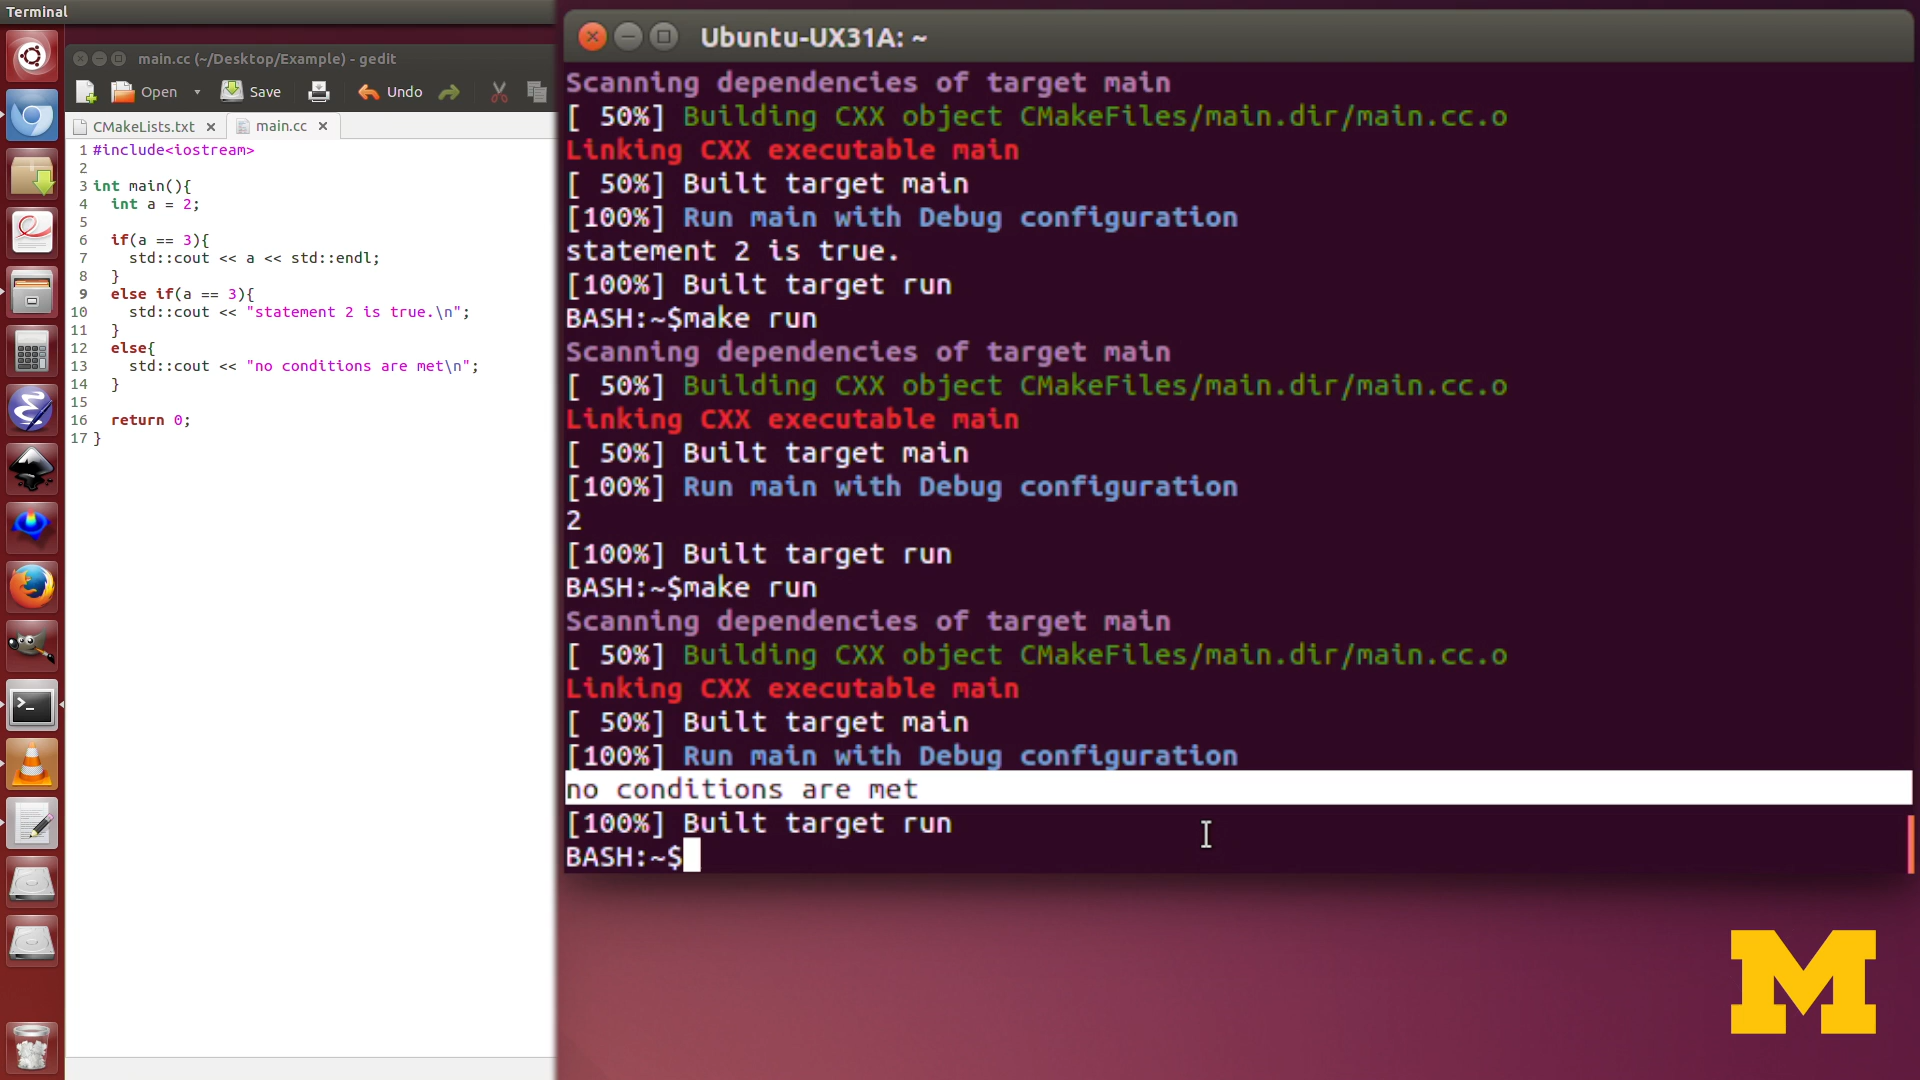 Terminal
main.cc (~/Desktop/Example) - gedit
Open Save Undo
CMakeLists.txt main.cc
1 #include<iostream>
2
3 int main(){
4 int a = 2;
5
6 if(a == 3){
7 std::cout << a << std::endl;
8 }
9 else if(a == 3){
10 std::cout << "statement 2 is true.\n";
11 }
12 else{
13 std::cout << "no conditions are met\n";
14 }
15
16 return 0;
17 }
Ubuntu-UX31A: ~
Scanning dependencies of target main
[ 50%] Building CXX object CMakeFiles/main.dir/main.cc.o
Linking CXX executable main
[ 50%] Built target main
[100%] Run main with Debug configuration
statement 2 is true.
[100%] Built target run
BASH:~$make run
Scanning dependencies of target main
[ 50%] Building CXX object CMakeFiles/main.dir/main.cc.o
Linking CXX executable main
[ 50%] Built target main
[100%] Run main with Debug configuration
2
[100%] Built target run
BASH:~$make run
Scanning dependencies of target main
[ 50%] Building CXX object CMakeFiles/main.dir/main.cc.o
Linking CXX executable main
[ 50%] Built target main
[100%] Run main with Debug configuration
no conditions are met
[100%] Built target run
BASH:~$
M